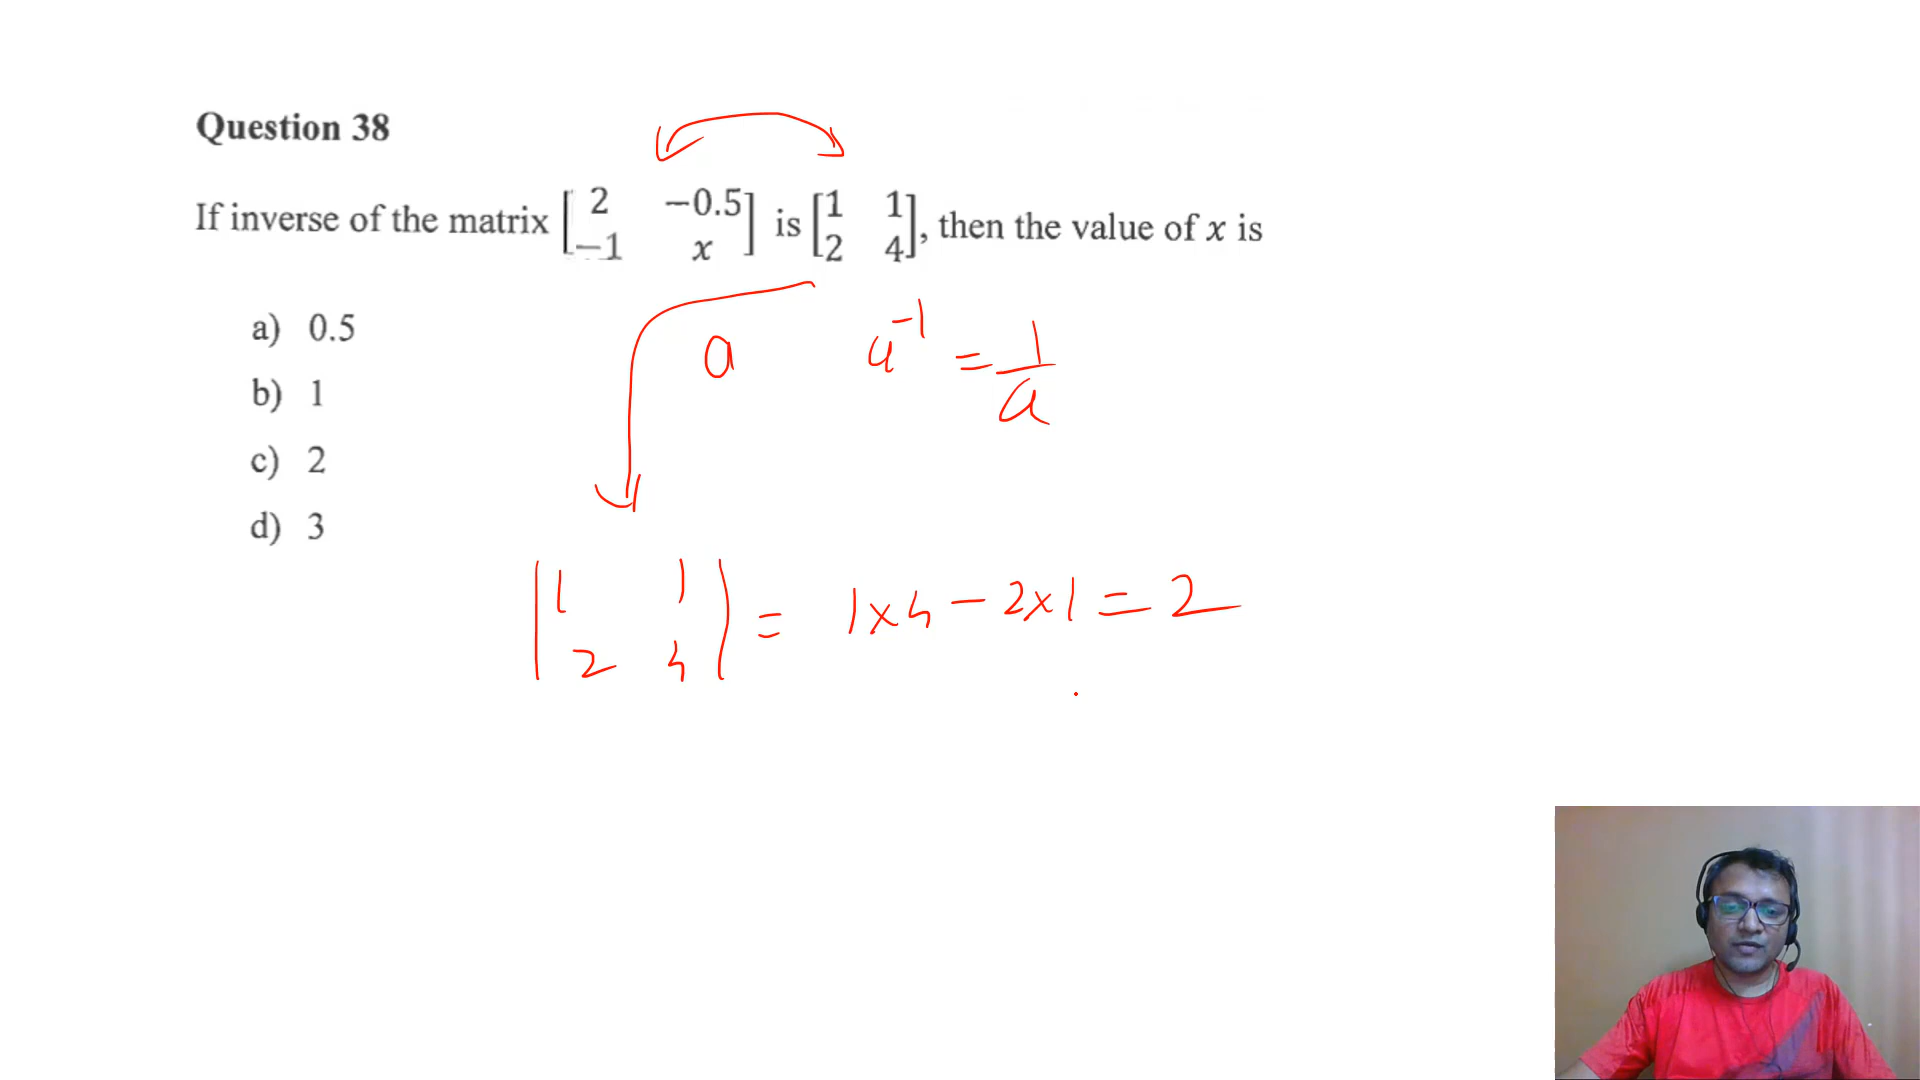 Question 38
If inverse of the matrix [2 −0.5; −1 x] is [1 1; 2 4], then the value of x is
a) 0.5
b) 1
c) 2
d) 3
a a⁻¹ = 1/a
|1 1; 2 4| = 1×4 − 2×1 = 2